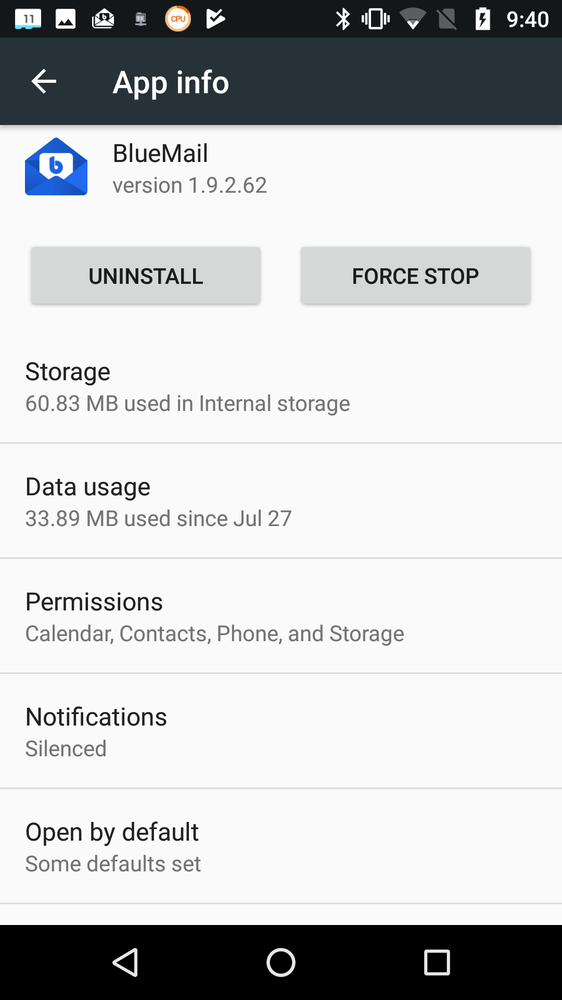 11 CPU 9:40
App info
BlueMail
version 1.9.2.62
UNINSTALL FORCE STOP
Storage
60.83 MB used in Internal storage
Data usage
33.89 MB used since Jul 27
Permissions
Calendar, Contacts, Phone, and Storage
Notifications
Silenced
Open by default
Some defaults set